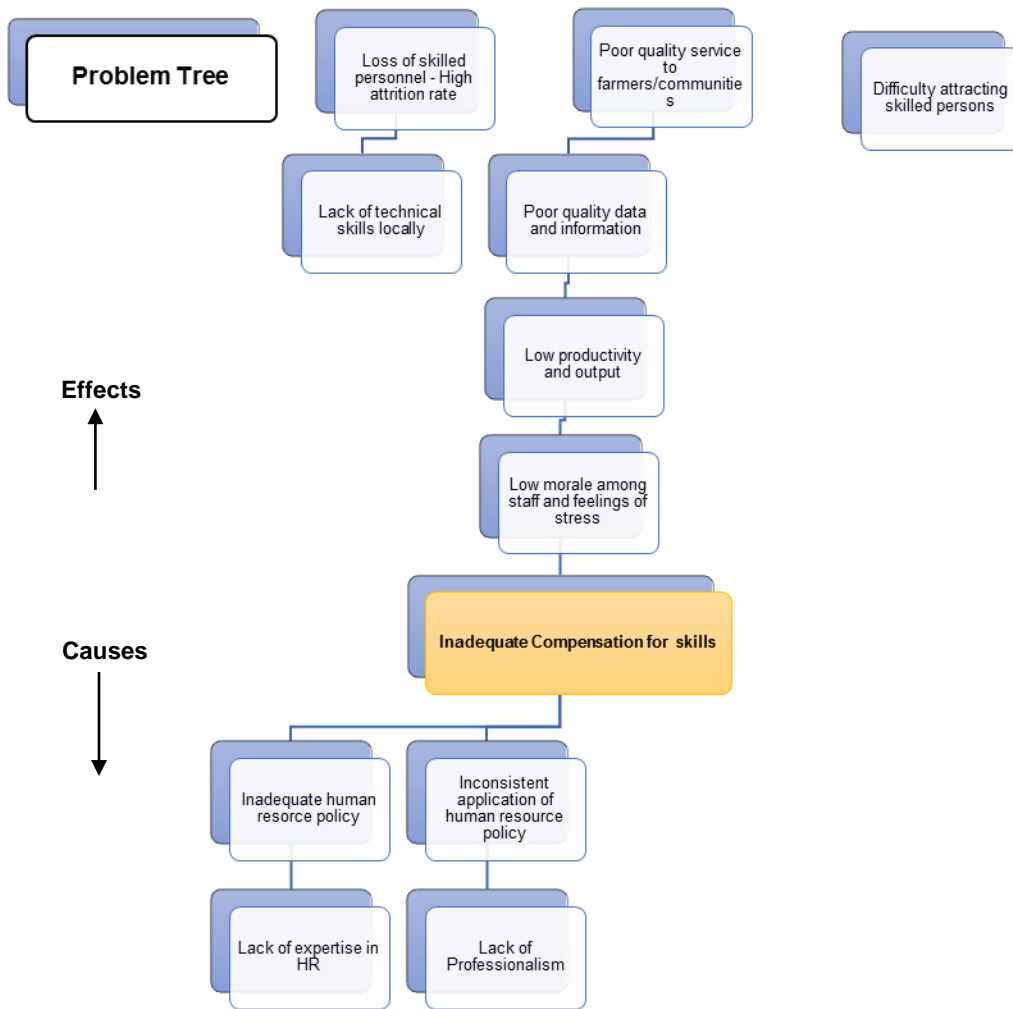 Problem Tree
Loss of skilled
personnel - High
attrition rate
Poor quality service
to
farmers/communitie
s
Difficulty attracting
skilled persons
Lack of technical
skills locally
Poor quality data
and information
Low productivity
and output
Effects
Low morale among
staff and feelings of
stress
Inadequate Compensation for skills
Causes
Inadequate human
resorce policy
Inconsistent
application of
human resource
policy
Lack of expertise in
HR
Lack of
Professionalism